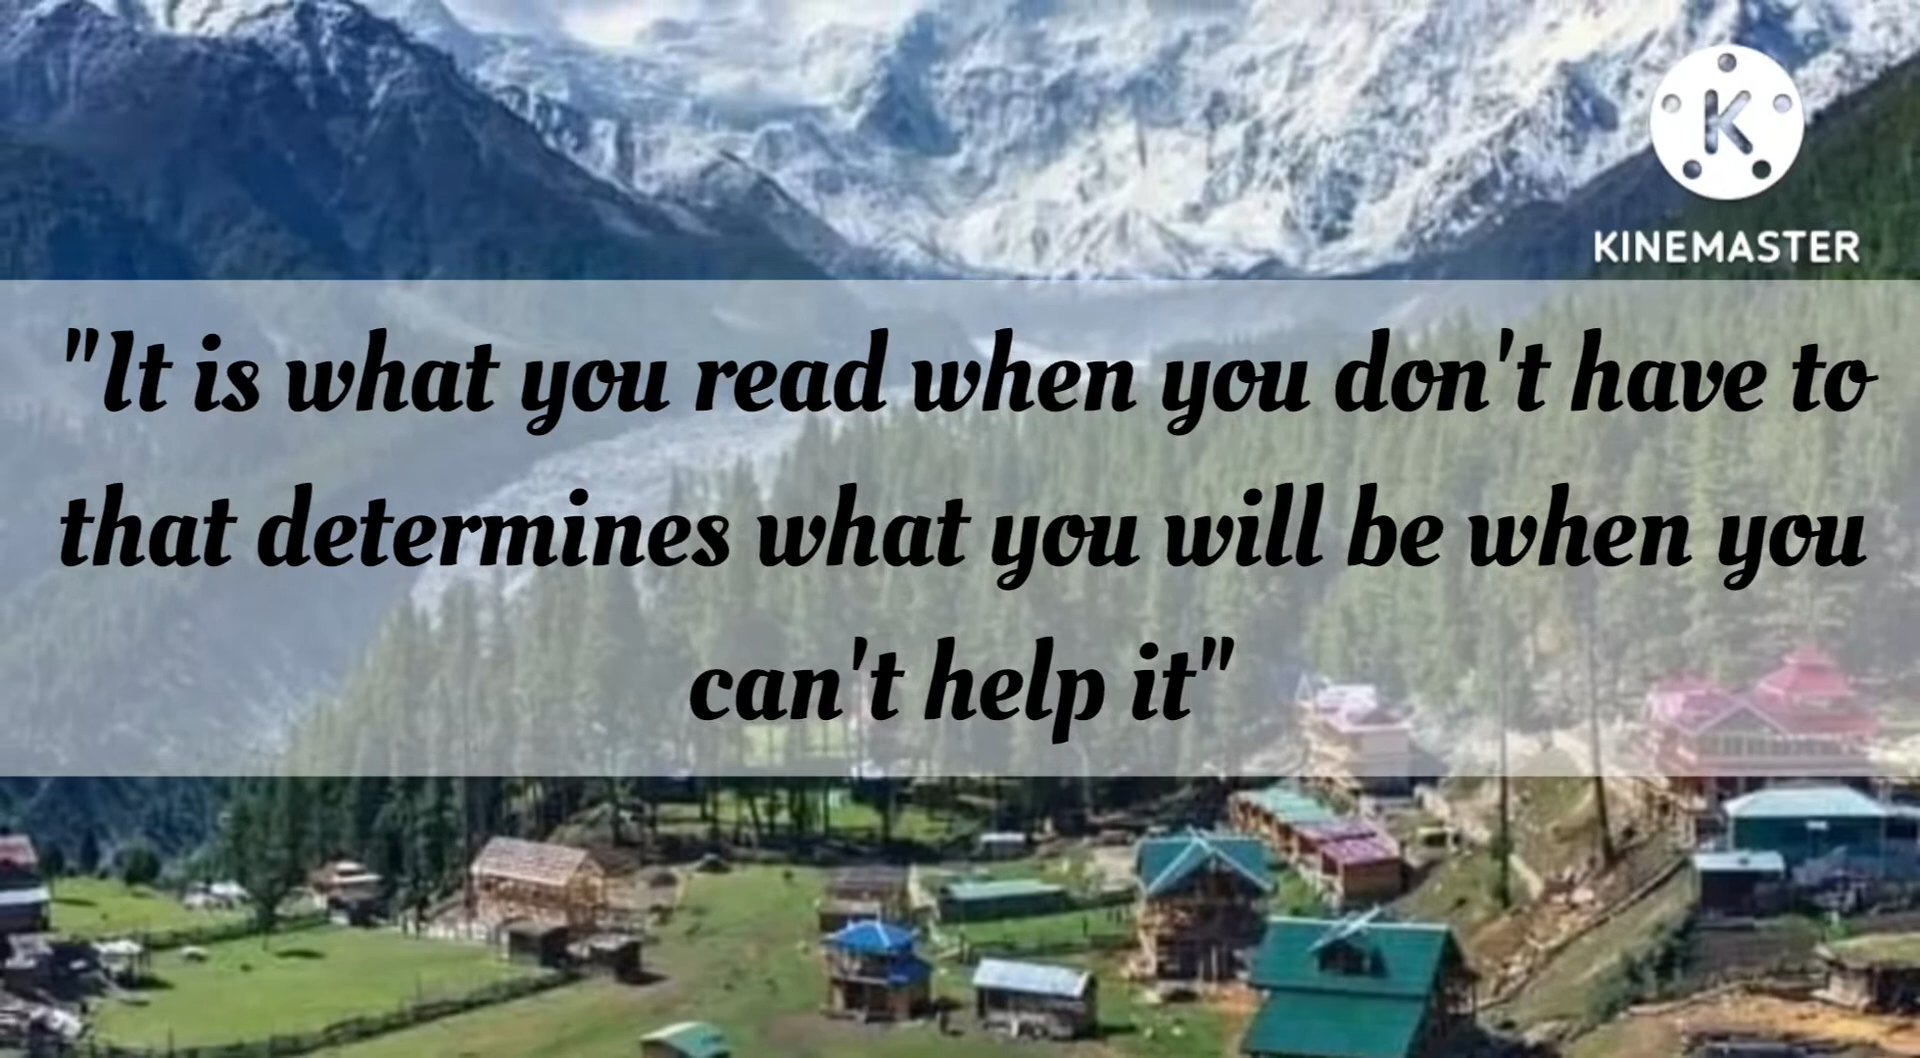 K
KINEMASTER
"It is what you read when you don't have to
that determines what you will be when you
can't help it"